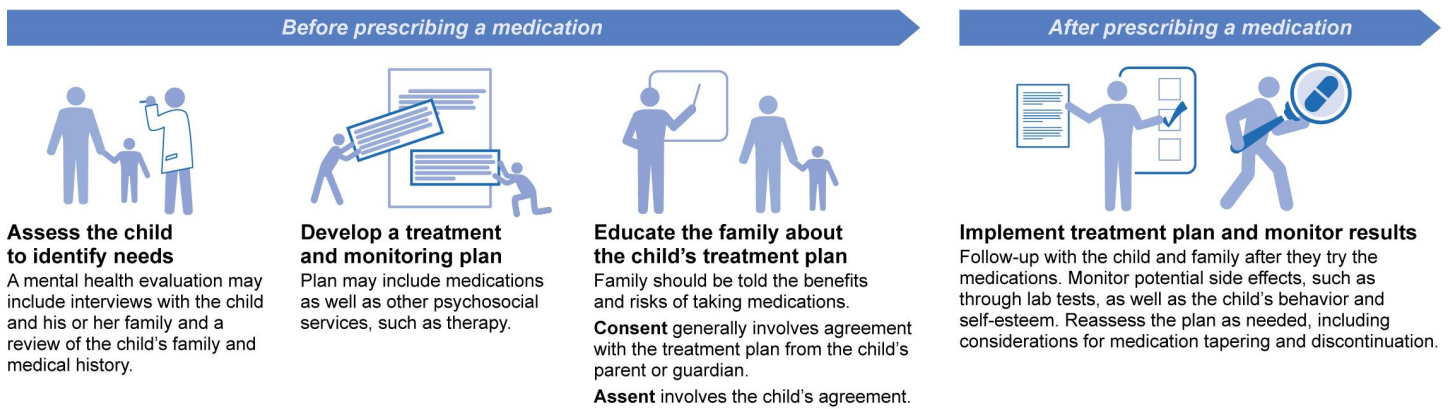 Before prescribing a medication
After prescribing a medication
Assess the child
to identify needs
A mental health evaluation may
include interviews with the child
and his or her family and a
review of the child's family and
medical history.
Develop a treatment
and monitoring plan
Plan may include medications
as well as other psychosocial
services, such as therapy.
Educate the family about
the child's treatment plan
Family should be told the benefits
and risks of taking medications.
Consent generally involves agreement
with the treatment plan from the child's
parent or guardian.
Assent involves the child's agreement.
Implement treatment plan and monitor results
Follow-up with the child and family after they try the
medications. Monitor potential side effects, such as
through lab tests, as well as the child's behavior and
self-esteem. Reassess the plan as needed, including
considerations for medication tapering and discontinuation.